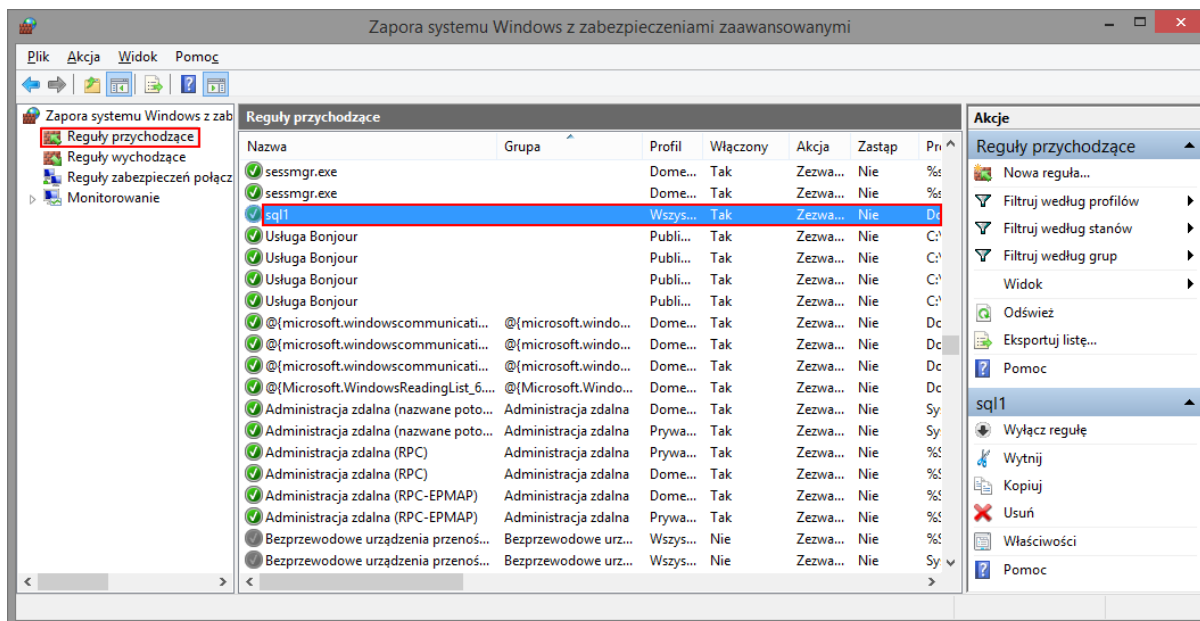 Zapora systemu Windows z zabezpieczeniami zaawansowanymi
Plik Akcja Widok Pomoc
Zapora systemu Windows z zab
Reguły przychodzące
Reguły wychodzące
Reguły zabezpieczeń połącz
Monitorowanie
Reguły przychodzące
Nazwa Grupa Profil Włączony Akcja Zastąp Pr
sessmgr.exe Dome... Tak Zezwa... Nie %s
sessmgr.exe Dome... Tak Zezwa... Nie %s
sql1 Wszys... Tak Zezwa... Nie Do
Usługa Bonjour Publi... Tak Zezwa... Nie C:\
Usługa Bonjour Publi... Tak Zezwa... Nie C:\
Usługa Bonjour Publi... Tak Zezwa... Nie C:\
Usługa Bonjour Publi... Tak Zezwa... Nie C:\
@{microsoft.windowscommunicati... @{microsoft.windo... Dome... Tak Zezwa... Nie Do
@{microsoft.windowscommunicati... @{microsoft.windo... Dome... Tak Zezwa... Nie Do
@{microsoft.windowscommunicati... @{microsoft.windo... Dome... Tak Zezwa... Nie Do
@{Microsoft.WindowsReadingList_6.... @{Microsoft.Windo... Dome... Tak Zezwa... Nie Do
Administracja zdalna (nazwane poto... Administracja zdalna Dome... Tak Zezwa... Nie Sy
Administracja zdalna (nazwane poto... Administracja zdalna Prywa... Tak Zezwa... Nie Sy
Administracja zdalna (RPC) Administracja zdalna Prywa... Tak Zezwa... Nie %S
Administracja zdalna (RPC) Administracja zdalna Dome... Tak Zezwa... Nie %S
Administracja zdalna (RPC-EPMAP) Administracja zdalna Dome... Tak Zezwa... Nie %S
Administracja zdalna (RPC-EPMAP) Administracja zdalna Prywa... Tak Zezwa... Nie %S
Bezprzewodowe urządzenia przenoś... Bezprzewodowe urz... Wszys... Nie Zezwa... Nie %S
Bezprzewodowe urządzenia przenoś... Bezprzewodowe urz... Wszys... Nie Zezwa... Nie Sy
Akcje
Reguły przychodzące
Nowa reguła...
Filtruj według profilów
Filtruj według stanów
Filtruj według grup
Widok
Odśwież
Eksportuj listę...
Pomoc
sql1
Wyłącz regułę
Wytnij
Kopiuj
Usuń
Właściwości
Pomoc